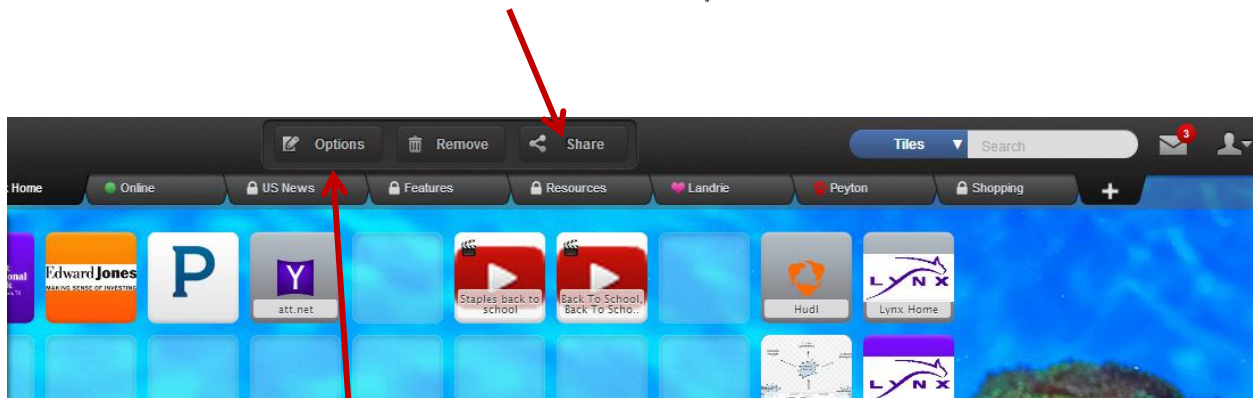 Options Remove Share Tiles Search 3
Home Online US News Features Resources Landrie Peyton Shopping +
Edward Jones
MAKING SENSE OF INVESTING
P
Y
att.net
Staples back to
school
Back To School,
Back To Scho..
Hudl
LYNX
Lynx Home
LYNX